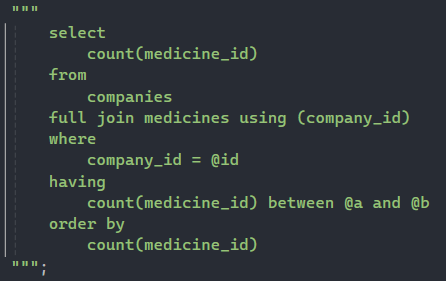 """
select
count(medicine_id)
from
companies
full join medicines using (company_id)
where
company_id = @id
having
count(medicine_id) between @a and @b
order by
count(medicine_id)
""";